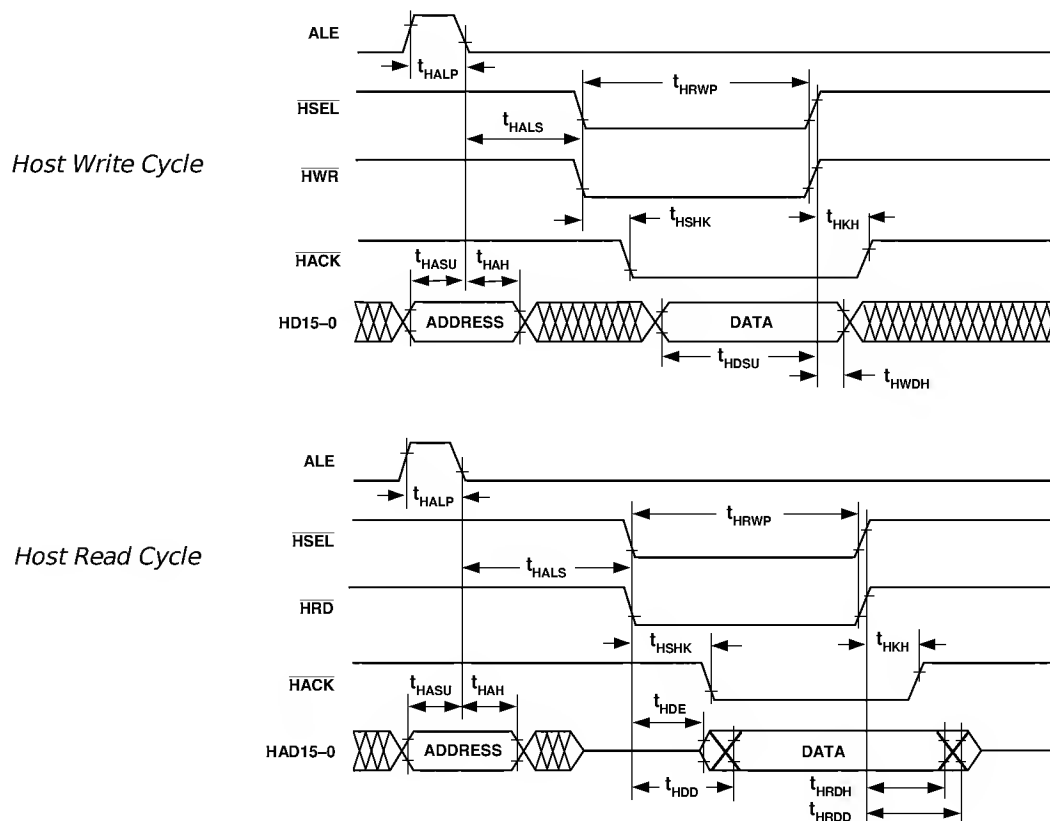 ALE
tHALP
tHRWP
HSEL
tHALS
Host Write Cycle
HWR
tHSHK
tHKH
HACK
tHASU
tHAH
HD15–0
ADDRESS
DATA
tHDSU
tHWDH
ALE
tHALP
tHRWP
HSEL
Host Read Cycle
tHALS
HRD
tHSHK
tHKH
HACK
tHASU
tHAH
tHDE
HAD15–0
ADDRESS
DATA
tHDD
tHRDH
tHRDD